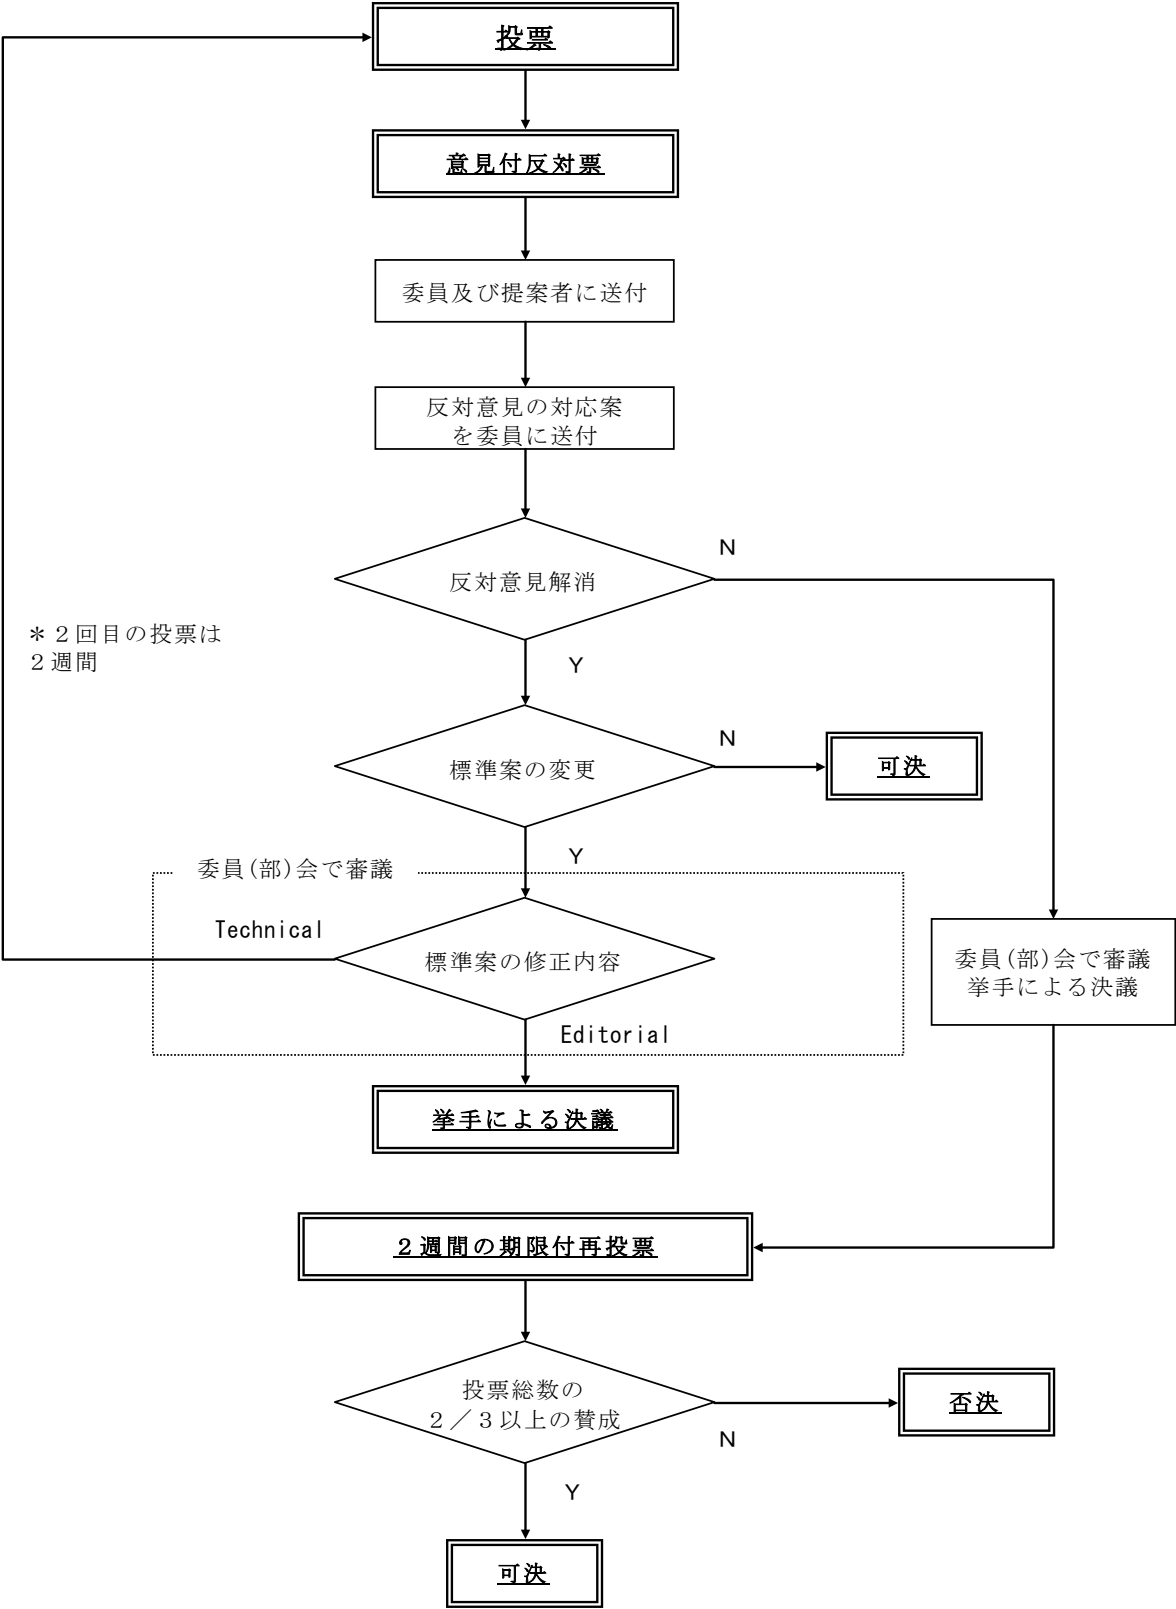 投票
意見付反対票
委員及び提案者に送付
反対意見の対応案
を委員に送付
N
反対意見解消
＊２回目の投票は
２週間
Y
N
標準案の変更
可決
Y
委員(部)会で審議
Technical
標準案の修正内容
委員(部)会で審議
挙手による決議
Editorial
挙手による決議
２週間の期限付再投票
投票総数の
２／３以上の賛成
否決
N
Y
可決